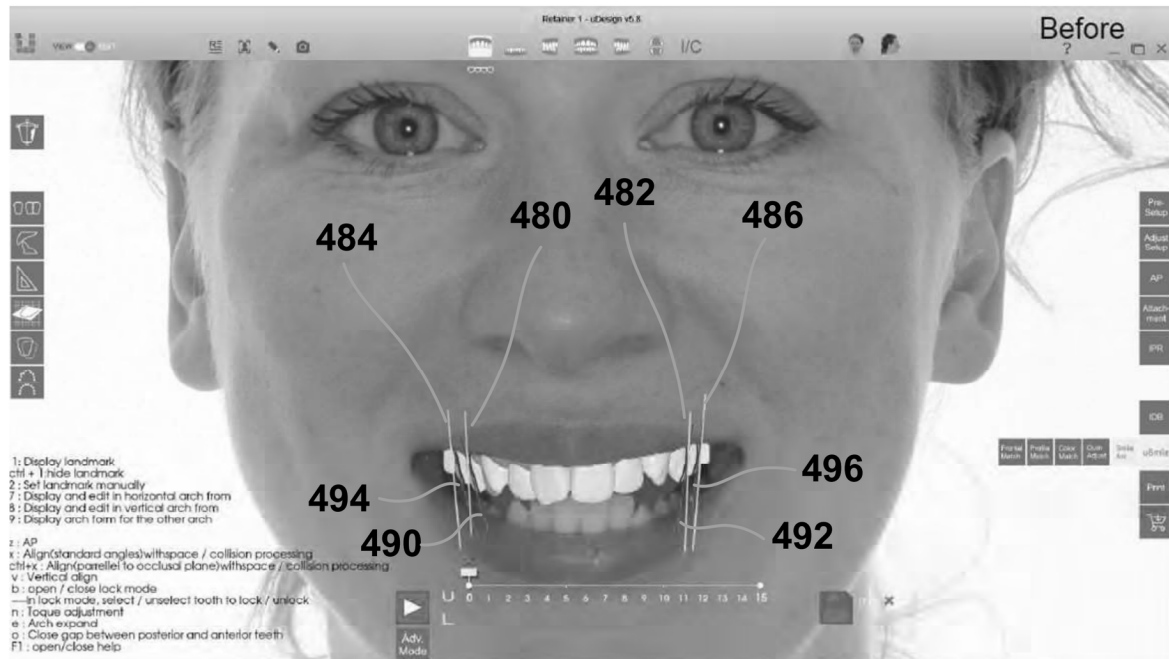 Retainer 1 - uDesign v5.8
Before
VIEW
I/C
?
Pre-Setup
Adjust Setup
AP
Attach-ment
IPR
IDB
Frontal Match
Profile Match
Color Match
Print
482
480
486
484
494
496
490
492
1: Display landmark
ctrl + 1:hide landmark
2 : Set landmark manually
7 : Display and edit in horizontal arch from
8 : Display and edit in vertical arch from
9 : Display arch form for the other arch
z : AP
x : Align(standard angles)withspace / collision processing
ctrl+x : Align(parrellel to occlusal plane)withspace / collision processing
v : Vertical align
b : open / close lock mode
----in lock mode, select / unselect tooth to lock / unlock
n : Toque adjustment
e : Arch expand
o : Close gap between posterior and anterior teeth
F1 : open/close help
U 0 1 2 3 4 5 6 7 8 9 10 11 12 13 14 15
L
Adv. Mode